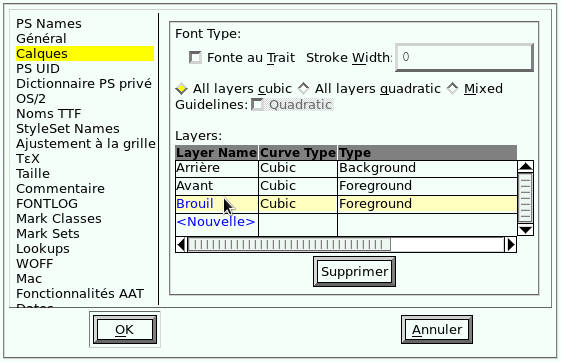 PS Names
Général
Calques
PS UID
Dictionnaire PS privé
OS/2
Noms TTF
StyleSet Names
Ajustement à la grille
ΤεΧ
Taille
Commentaire
FONTLOG
Mark Classes
Mark Sets
Lookups
WOFF
Mac
Fonctionnalités AAT
Dates
Font Type:
Fonte au Trait Stroke Width: 0
All layers cubic All layers quadratic Mixed
Guidelines: Quadratic
Layers:
Layer Name Curve Type Type
Arrière Cubic Background
Avant Cubic Foreground
Brouil Cubic Foreground
<Nouvelle>
Supprimer
OK Annuler